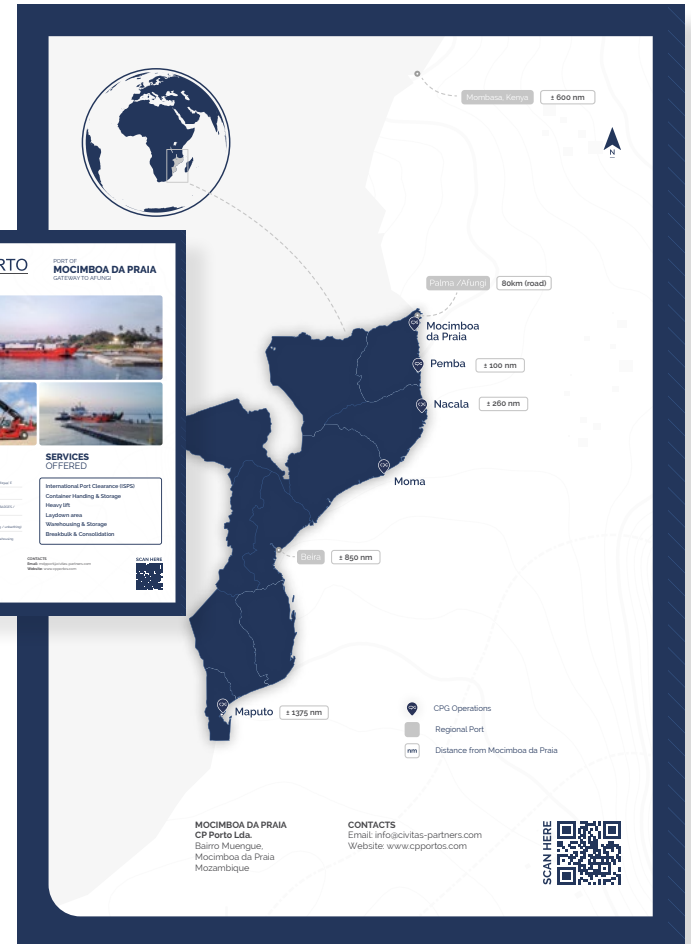 Mombasa, Kenya
± 600 nm
N
RTO
PORT OF
MOCIMBOA DA PRAIA
GATEWAY TO AFUNGI
Palma /Afungi
80km (road)
Mocimboa
da Praia
Pemba
± 100 nm
Nacala
± 260 nm
Moma
SERVICES
OFFERED
International Port Clearance (ISPS)
Container Handing & Storage
Heavy lift
Laydown area
Warehousing & Storage
Breakbulk & Consolidation
Beira
± 850 nm
CONTACTS
SCAN HERE
Maputo
± 1375 nm
CPG Operations
Regional Port
nm
Distance from Mocimboa da Praia
MOCIMBOA DA PRAIA
CP Porto Lda.
Bairro Muengue,
Mocimboa da Praia
Mozambique
CONTACTS
Email: info@civitas-partners.com
Website: www.cpportos.com
SCAN HERE